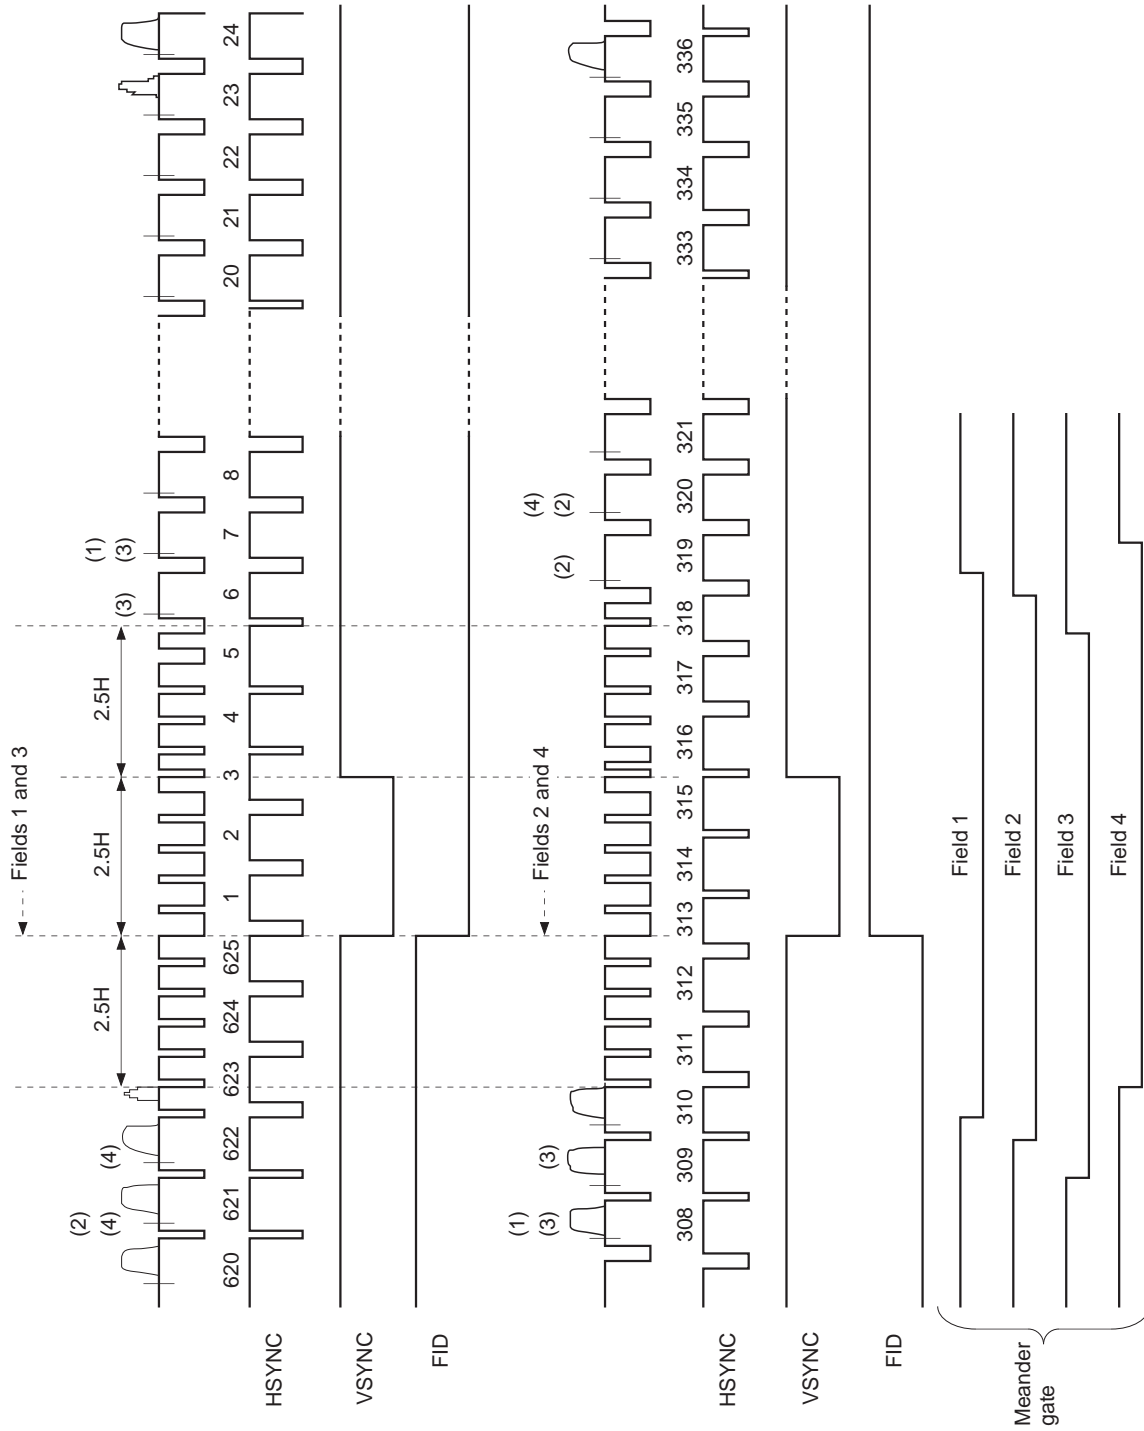 Fields 1 and 3
2.5H 2.5H 2.5H
(2)
(4) (4) (3) (1)
(3)
620 621 622 623 624 625 1 2 3 4 5 6 7 8 20 21 22 23 24
HSYNC
VSYNC
FID
Fields 2 and 4
(1)
(3) (3) (2) (4)
(2)
308 309 310 311 312 313 314 315 316 317 318 319 320 321 333 334 335 336
HSYNC
VSYNC
FID
Meander
gate
Field 1
Field 2
Field 3
Field 4